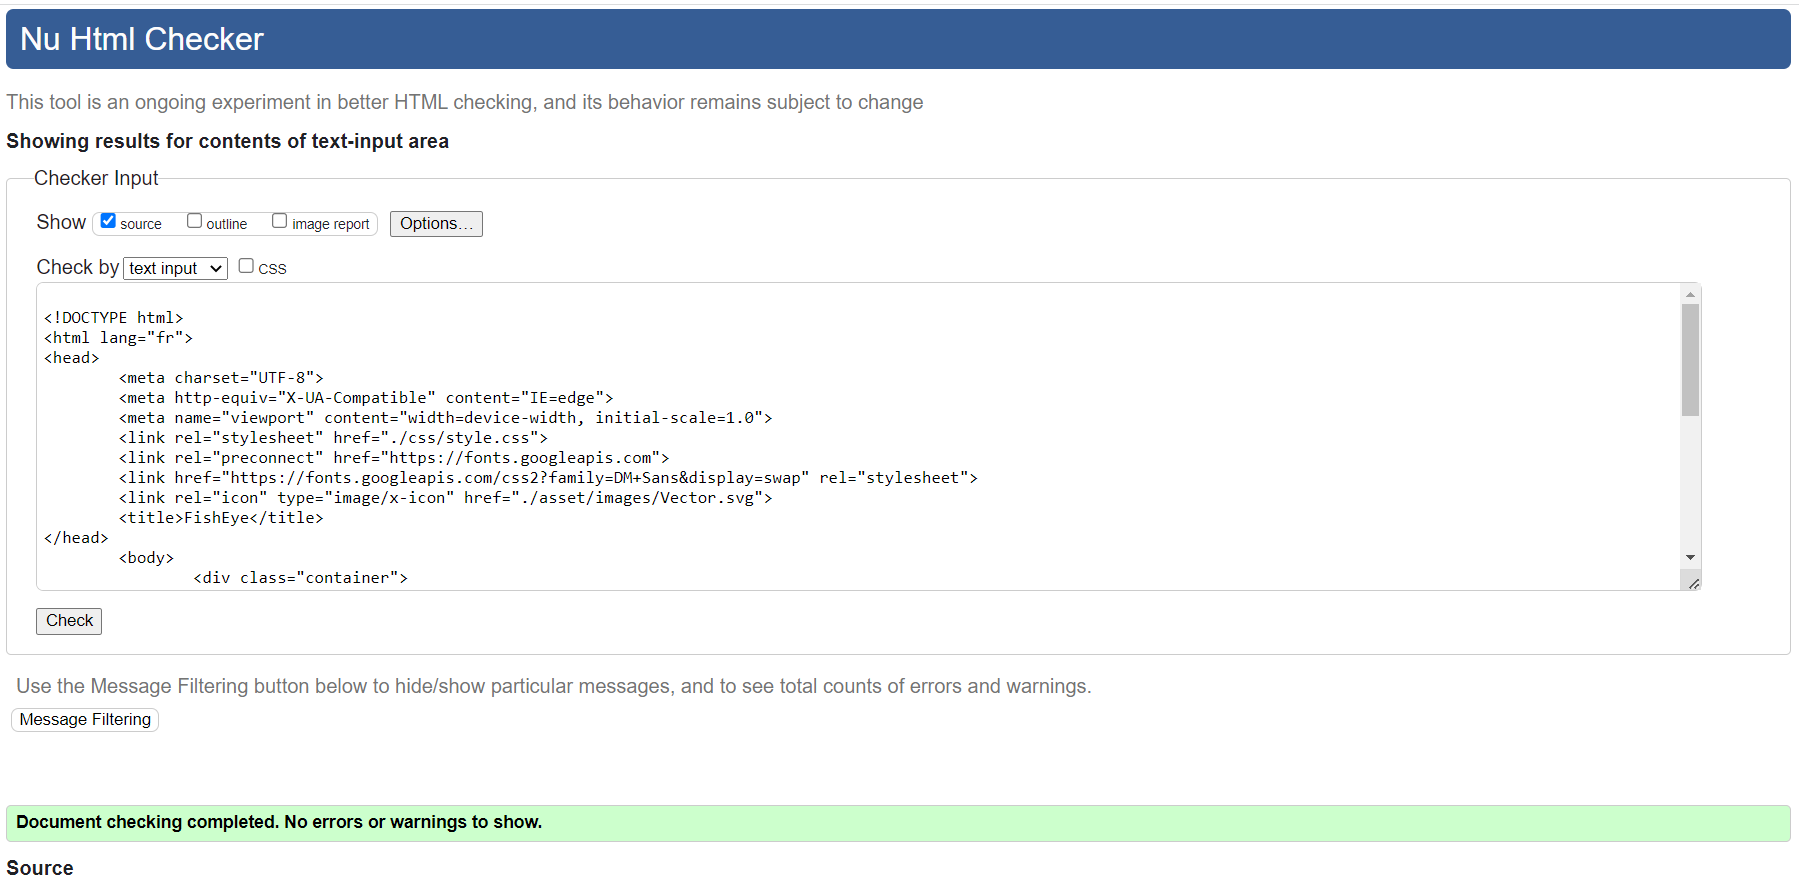 Nu Html Checker
This tool is an ongoing experiment in better HTML checking, and its behavior remains subject to change
Showing results for contents of text-input area
Checker Input
Show source outline image report Options...
Check by text input CSS
<!DOCTYPE html>
<html lang="fr">
<head>
<meta charset="UTF-8">
<meta http-equiv="X-UA-Compatible" content="IE=edge">
<meta name="viewport" content="width=device-width, initial-scale=1.0">
<link rel="stylesheet" href="./css/style.css">
<link rel="preconnect" href="https://fonts.googleapis.com">
<link href="https://fonts.googleapis.com/css2?family=DM+Sans&display=swap" rel="stylesheet">
<link rel="icon" type="image/x-icon" href="./asset/images/Vector.svg">
<title>FishEye</title>
</head>
<body>
<div class="container">
Check
Use the Message Filtering button below to hide/show particular messages, and to see total counts of errors and warnings.
Message Filtering
Document checking completed. No errors or warnings to show.
Source